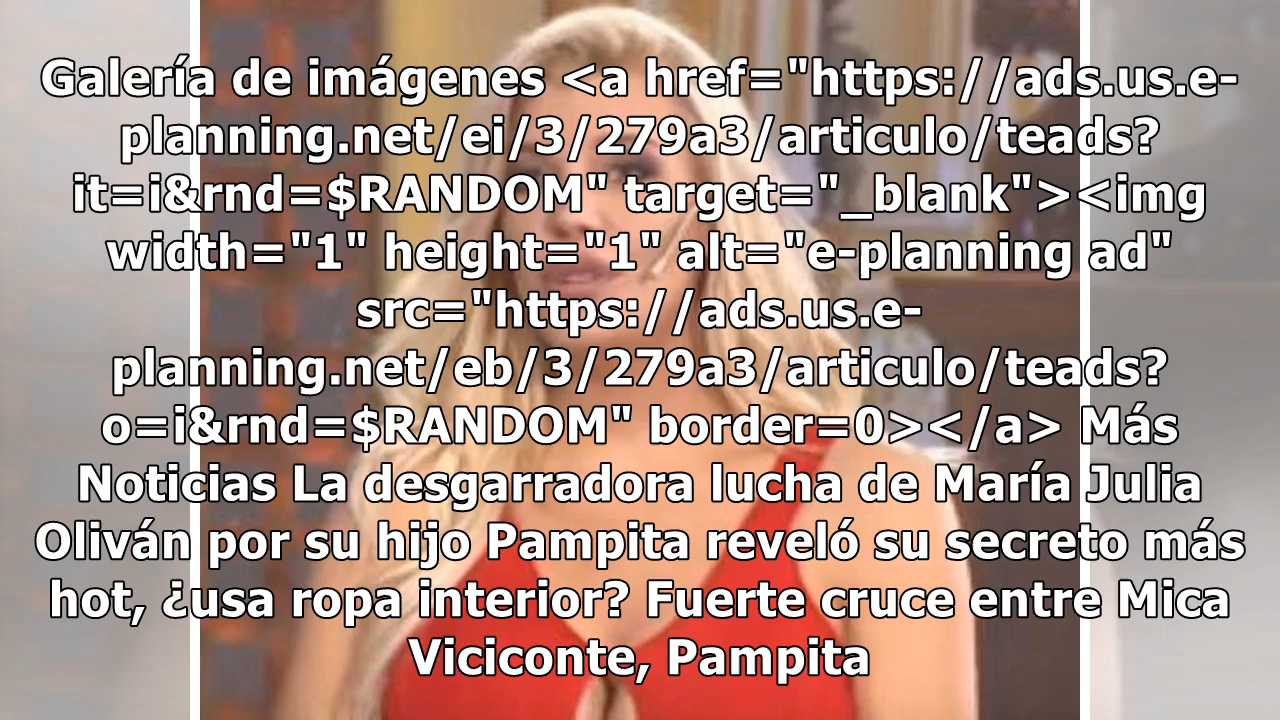 Galería de imágenes <a href="https://ads.us.e-
planning.net/ei/3/279a3/articulo/teads?
it=i&rnd=$RANDOM" target="_blank"><img
width="1" height="1" alt="e-planning ad"
src="https://ads.us.e-
planning.net/eb/3/279a3/articulo/teads?
o=i&rnd=$RANDOM" border=0></a> Más
Noticias La desgarradora lucha de María Julia
Oliván por su hijo Pampita reveló su secreto más
hot, ¿usa ropa interior? Fuerte cruce entre Mica
Viciconte, Pampita